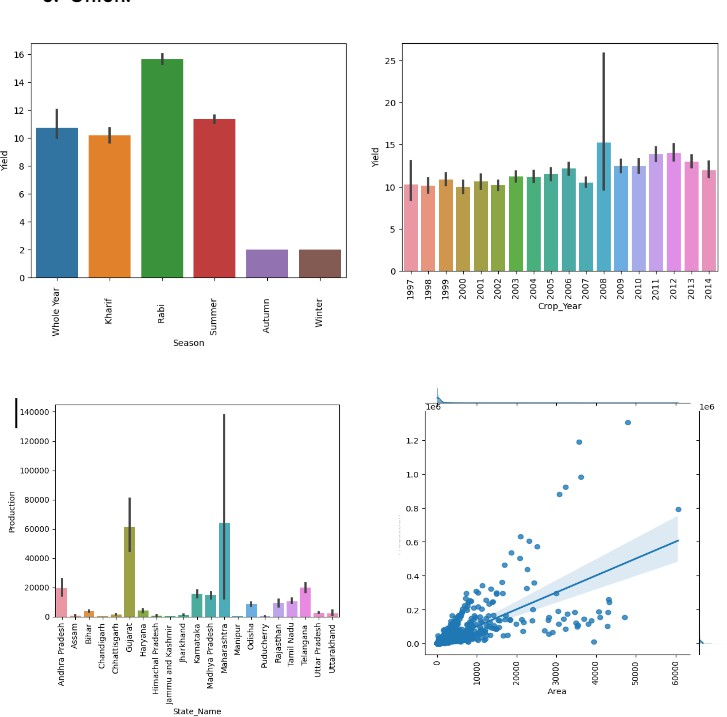 Onion:
16
14
12
10
8
6
4
2
0
Yield
Whole Year
Kharif
Rabi
Summer
Autumn
Winter
Season
25
20
15
10
5
0
Yield
1997
1998
1999
2000
2001
2002
2003
2004
2005
2006
2007
2008
2009
2010
2011
2012
2013
2014
Crop_Year
140000
120000
100000
80000
60000
40000
20000
0
Production
Andhra Pradesh
Assam
Bihar
Chandigarh
Chhattisgarh
Gujarat
Haryana
Himachal Pradesh
Jammu and Kashmir
Jharkhand
Karnataka
Madhya Pradesh
Maharashtra
Manipur
Odisha
Puducherry
Rajasthan
Tamil Nadu
Telangana
Uttar Pradesh
Uttarakhand
State_Name
1e6
1e6
1.2
1.0
0.8
0.6
0.4
0.2
0.0
0
10000
20000
30000
40000
50000
60000
Area